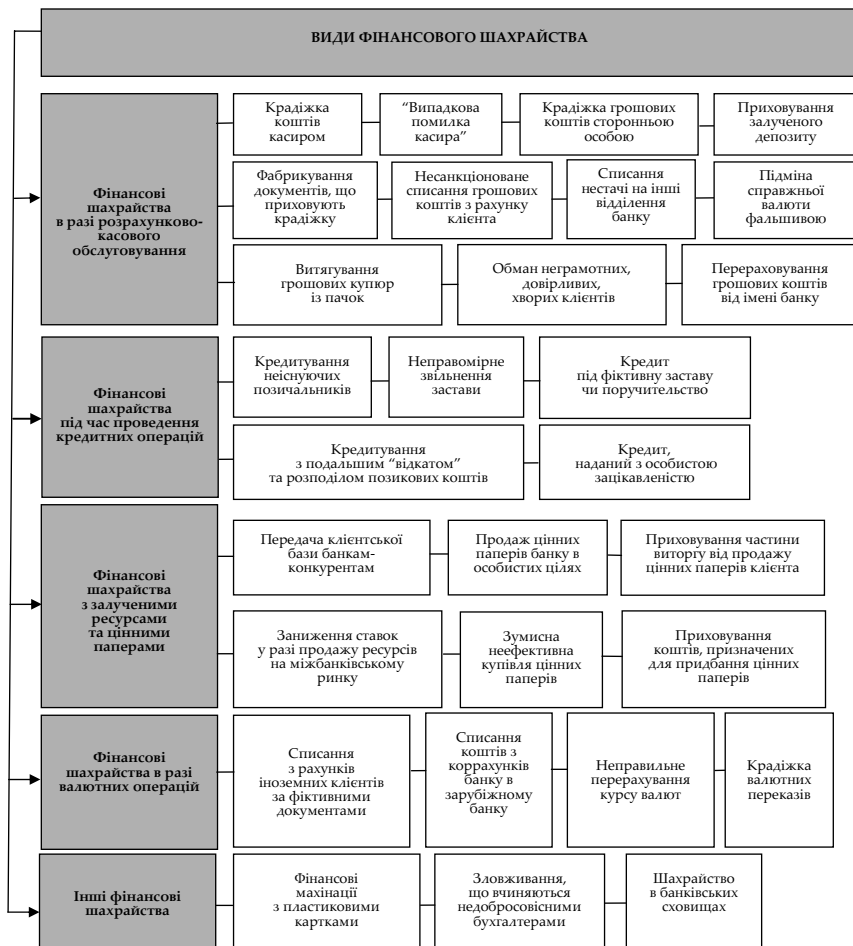 ВИДИ ФІНАНСОВОГО ШАХРАЙСТВА
Фінансові
шахрайства
в разі розрахунково-
касового
обслуговування
Крадіжка
коштів
касиром
“Випадкова
помилка
касира”
Крадіжка грошових
коштів сторонньою
особою
Приховування
залученого
депозиту
Фабрикування
документів, що
приховують
крадіжку
Несанкціоноване
списання грошових
коштів з рахунку
клієнта
Списання
нестачі на інші
відділення
банку
Підміна
справжньої
валюти
фальшивою
Витягування
грошових купюр
із пачок
Обман неграмотних,
довірливих,
хворих клієнтів
Перераховування
грошових коштів
від імені банку
Фінансові
шахрайства
під час проведення
кредитних операцій
Кредитування
неіснуючих
позичальників
Неправомірне
звільнення
застави
Кредит
під фіктивну заставу
чи поручительство
Кредитування
з подальшим “відкатом”
та розподілом позикових коштів
Кредит,
наданий з особистою
зацікавленістю
Фінансові
шахрайства
з залученими
ресурсами
та цінними
паперами
Передача клієнтської
бази банкам-
конкурентам
Продаж цінних
паперів банку в
особистих цілях
Приховування частини
виторгу від продажу
цінних паперів клієнта
Заниження ставок
у разі продажу ресурсів
на міжбанківському
ринку
Зумисна
неефективна
купівля цінних
паперів
Приховування
коштів, призначених
для придбання цінних
паперів
Фінансові
шахрайства в разі
валютних операцій
Списання
з рахунків
іноземних клієнтів
за фіктивними
документами
Списання
коштів з
коррахунків
банку в
зарубіжному
банку
Неправильне
перерахування
курсу валют
Крадіжка
валютних
переказів
Інші фінансові
шахрайства
Фінансові
махінації
з пластиковими
картками
Зловживання,
що вчиняються
недобросовісними
бухгалтерами
Шахрайство
в банківських
сховищах